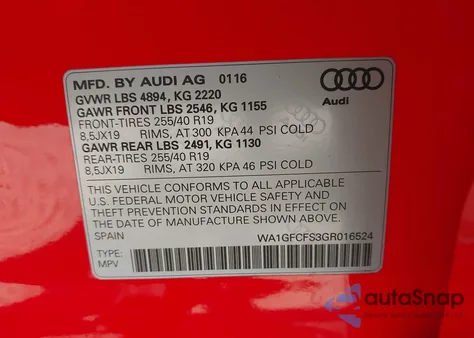 MFD. BY AUDI AG 0116
GVWR LBS 4894, KG 2220
GAWR FRONT LBS 2546, KG 1155
FRONT-TIRES 255/40 R19
8,5JX19 RIMS, AT 300 KPA 44 PSI COLD
GAWR REAR LBS 2491, KG 1130
REAR-TIRES 255/40 R19
8,5JX19 RIMS, AT 320 KPA 46 PSI COLD
Audi
THIS VEHICLE CONFORMS TO ALL APPLICABLE
U.S. FEDERAL MOTOR VEHICLE SAFETY AND
THEFT PREVENTION STANDARDS IN EFFECT ON
THE DATE OF MANUFACTURE SHOWN ABOVE.
SPAIN WA1GFCFS3GR016524
TYPE:
MPV
autoSnap